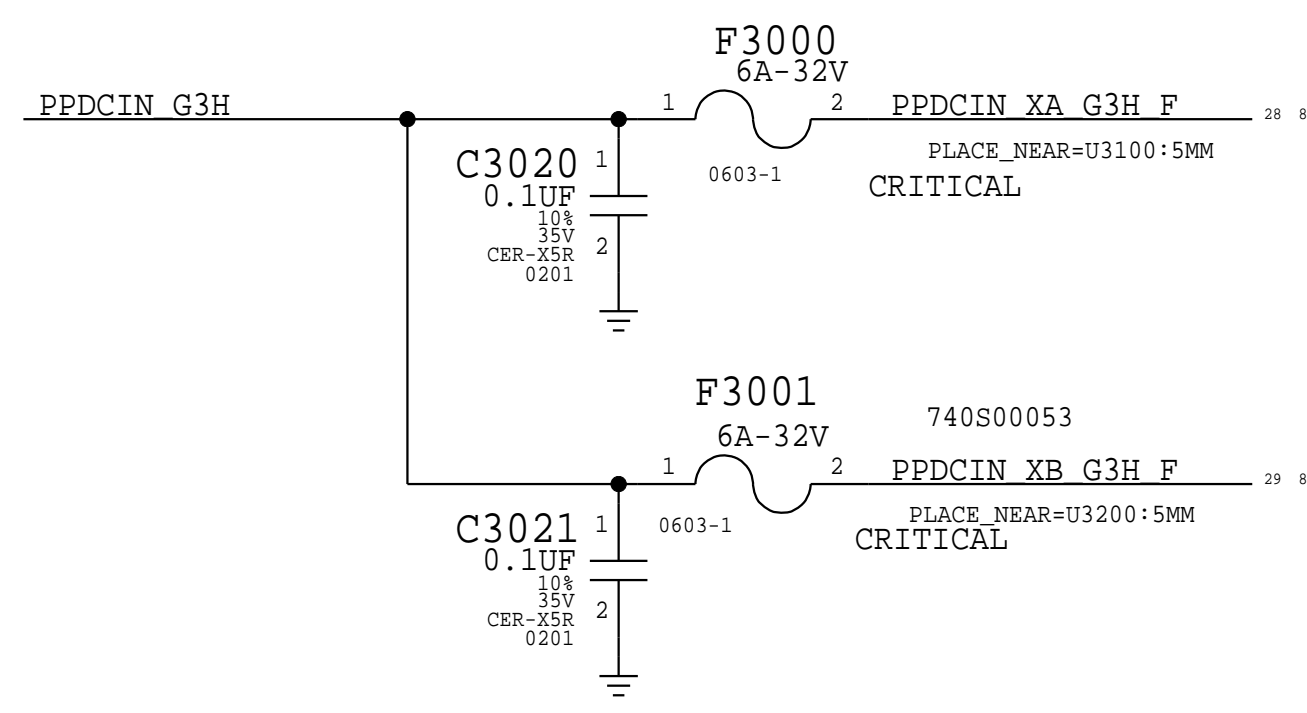 F3000
6A-32V
PPDCIN_G3H
1
2
PPDCIN_XA_G3H_F
28 8
PLACE_NEAR=U3100:5MM
0603-1
CRITICAL
C3020
1
0.1UF
10%
35V
2
CER-X5R
0201
F3001
740S00053
6A-32V
1
2
PPDCIN_XB_G3H_F
29 8
PLACE_NEAR=U3200:5MM
C3021
1
0603-1
CRITICAL
0.1UF
10%
35V
2
CER-X5R
0201